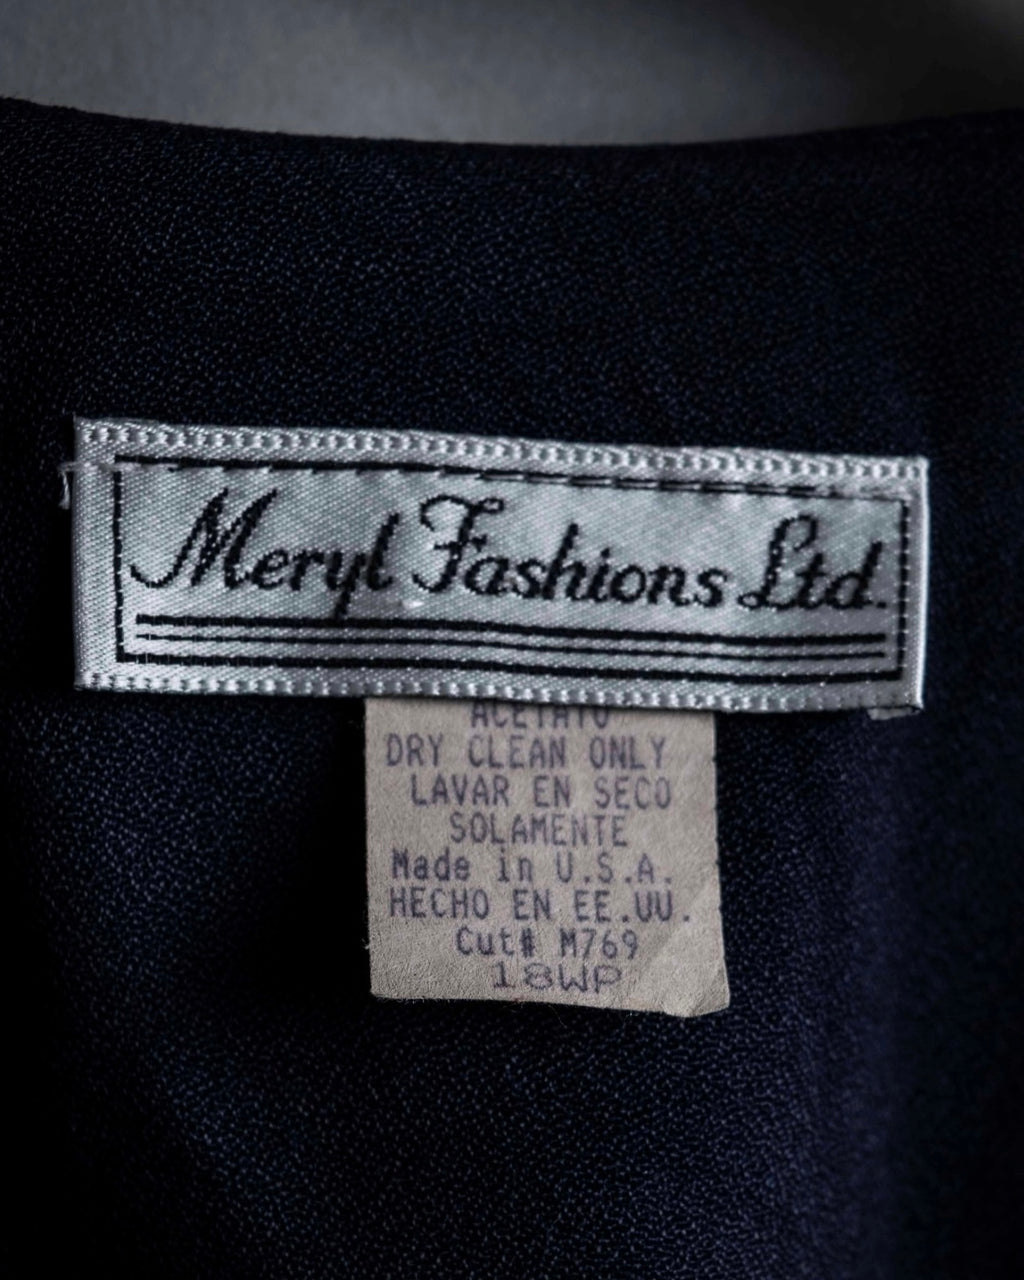 Meryl Fashions Ltd.
ACETATO
DRY CLEAN ONLY
LAVAR EN SECO
SOLAMENTE
Made in U.S.A.
HECHO EN EE.UU.
Cut# M769
18WP